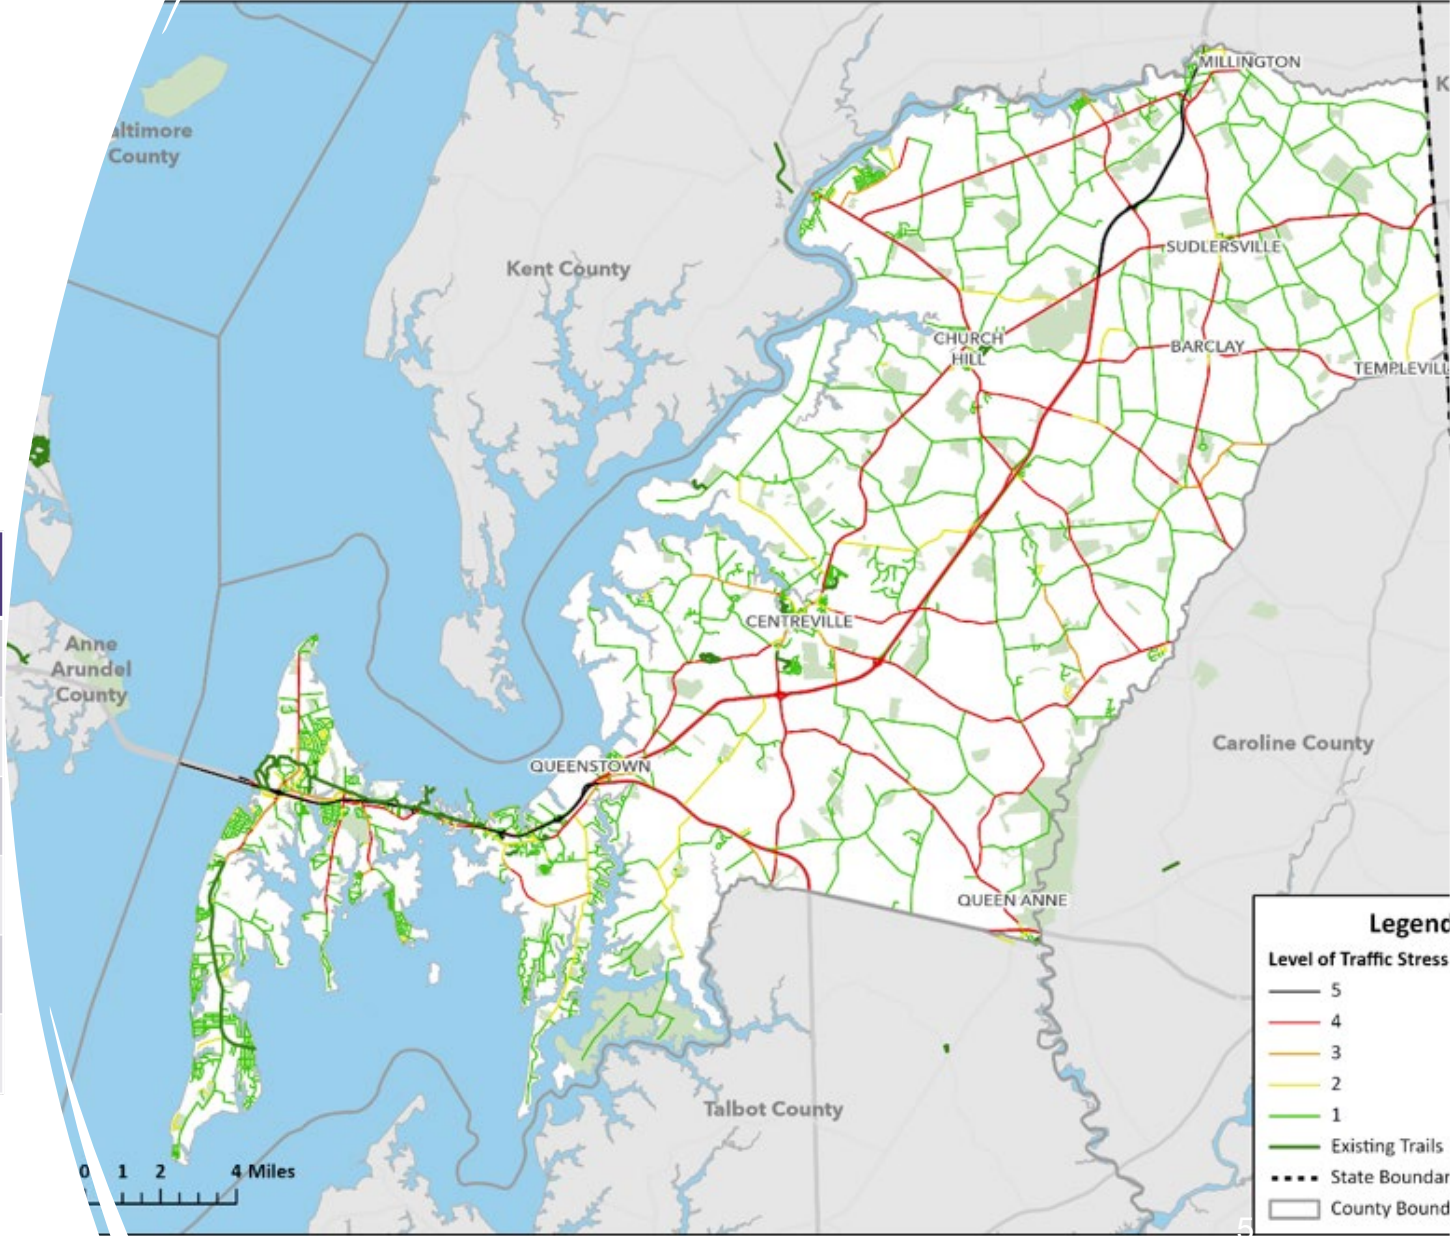 MILLINGTON
altimore
County
K
Kent County
SUDLERSVILLE
CHURCH
HILL
BARCLAY
TEMPLEVILL
CENTREVILLE
Anne
Arundel
County
QUEENSTOWN
Caroline County
QUEEN ANNE
Talbot County
0 1 2 4 Miles
Legend
Level of Traffic Stress
5
4
3
2
1
Existing Trails
State Boundar
County Bound
5